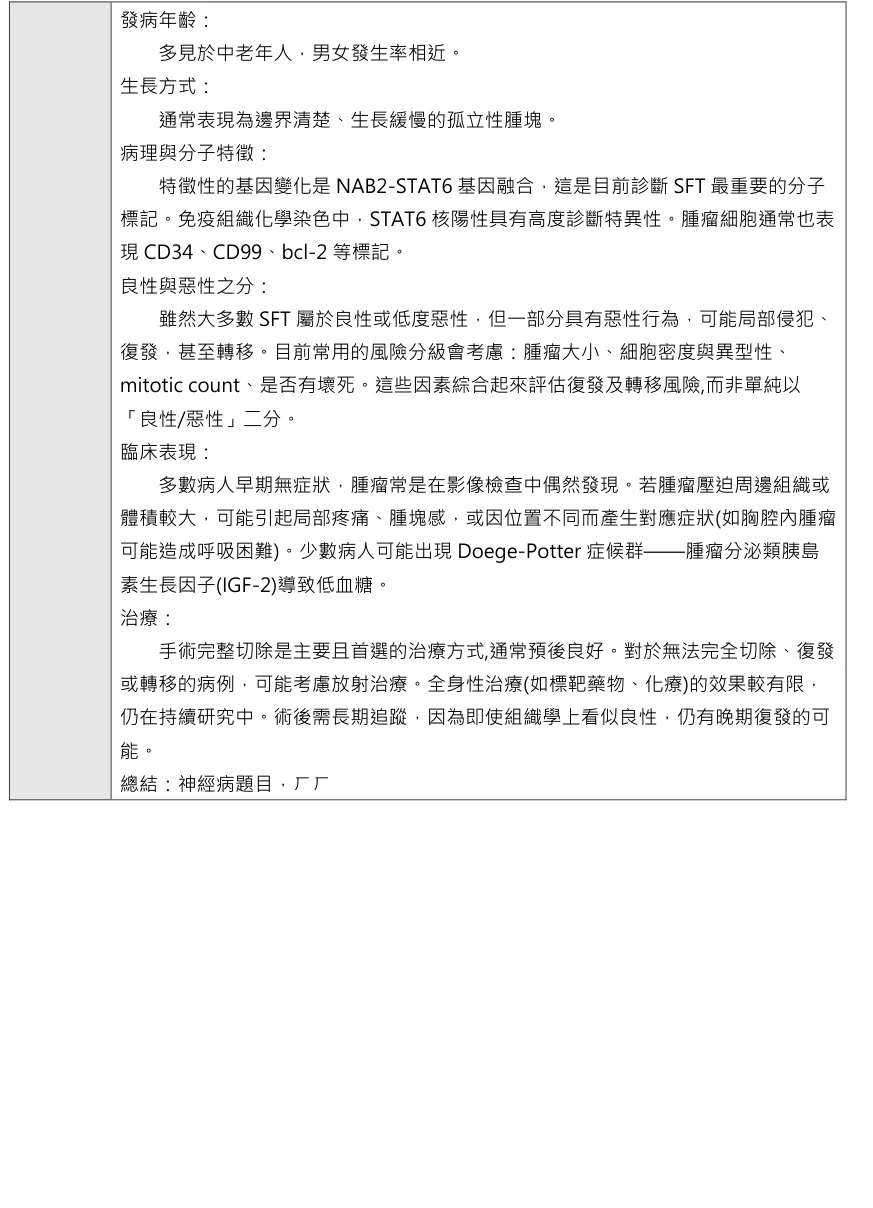 發病年齡：
多見於中老年人，男女發生率相近。
生長方式：
通常表現為邊界清楚、生長緩慢的孤立性腫塊。
病理與分子特徵：
特徵性的基因變化是 NAB2-STAT6 基因融合，這是目前診斷 SFT 最重要的分子
標記。免疫組織化學染色中，STAT6 核陽性具有高度診斷特異性。腫瘤細胞通常也表
現 CD34、CD99、bcl-2 等標記。
良性與惡性之分：
雖然大多數 SFT 屬於良性或低度惡性，但一部分具有惡性行為，可能局部侵犯、
復發，甚至轉移。目前常用的風險分級會考慮：腫瘤大小、細胞密度與異型性、
mitotic count、是否有壞死。這些因素綜合起來評估復發及轉移風險,而非單純以
「良性/惡性」二分。
臨床表現：
多數病人早期無症狀，腫瘤常是在影像檢查中偶然發現。若腫瘤壓迫周邊組織或
體積較大，可能引起局部疼痛、腫塊感，或因位置不同而產生對應症狀(如胸腔內腫瘤
可能造成呼吸困難)。少數病人可能出現 Doege-Potter 症候群——腫瘤分泌類胰島
素生長因子(IGF-2)導致低血糖。
治療：
手術完整切除是主要且首選的治療方式,通常預後良好。對於無法完全切除、復發
或轉移的病例，可能考慮放射治療。全身性治療(如標靶藥物、化療)的效果較有限，
仍在持續研究中。術後需長期追蹤，因為即使組織學上看似良性，仍有晚期復發的可
能。
總結：神經病題目，ㄏㄏ